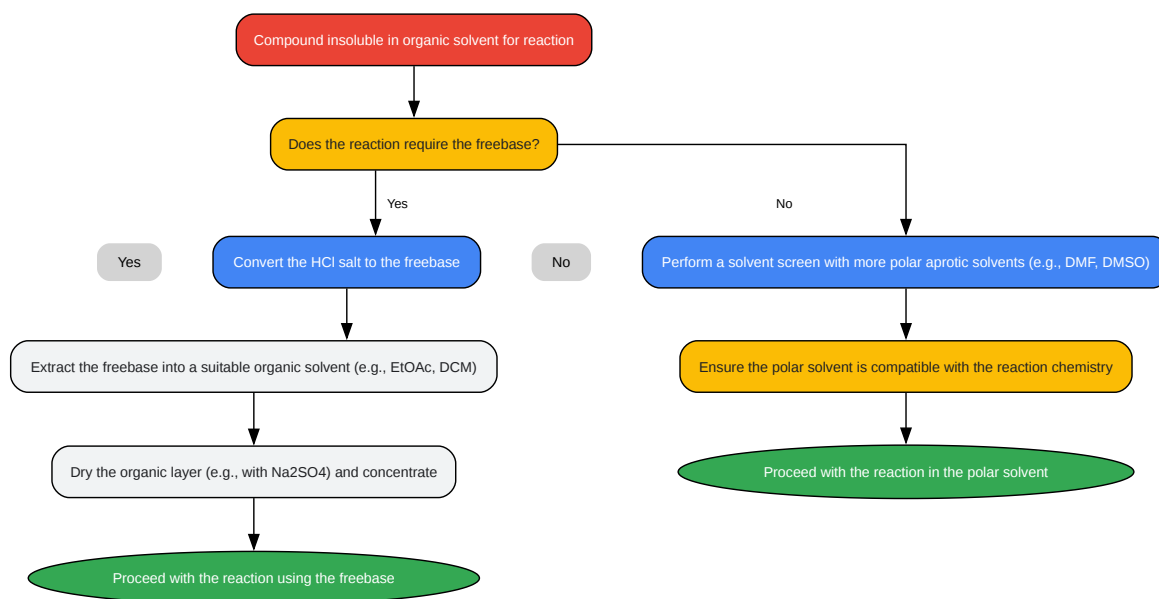 Compound insoluble in organic solvent for reaction
Does the reaction require the freebase?
Yes
No
Yes
Convert the HCl salt to the freebase
No
Perform a solvent screen with more polar aprotic solvents (e.g., DMF, DMSO)
Extract the freebase into a suitable organic solvent (e.g., EtOAc, DCM)
Ensure the polar solvent is compatible with the reaction chemistry
Dry the organic layer (e.g., with Na2SO4) and concentrate
Proceed with the reaction in the polar solvent
Proceed with the reaction using the freebase